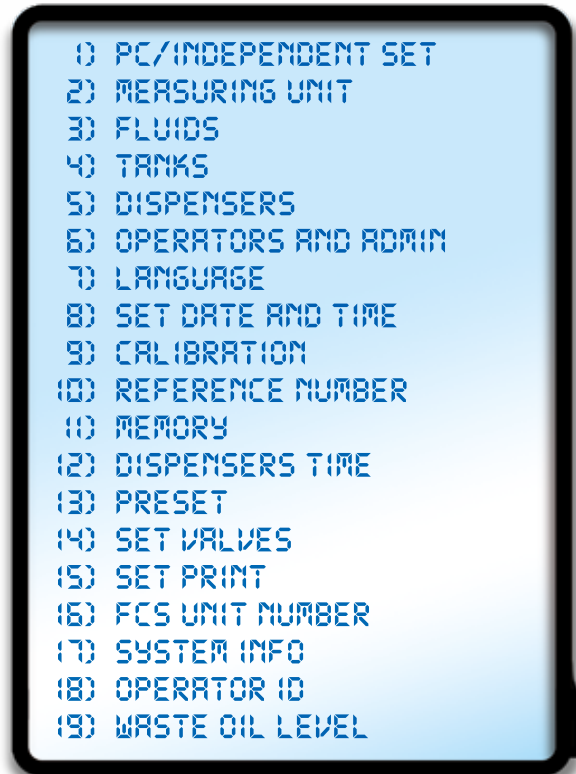 1) PC/INDEPENDENT SET
2) MEASURING UNIT
3) FLUIDS
4) TANKS
5) DISPENSERS
6) OPERATORS AND ADMIN
7) LANGUAGE
8) SET DATE AND TIME
9) CALIBRATION
10) REFERENCE NUMBER
11) MEMORY
12) DISPENSERS TIME
13) PRESET
14) SET VALVES
15) SET PRINT
16) FCS UNIT NUMBER
17) SYSTEM INFO
18) OPERATOR ID
19) WASTE OIL LEVEL